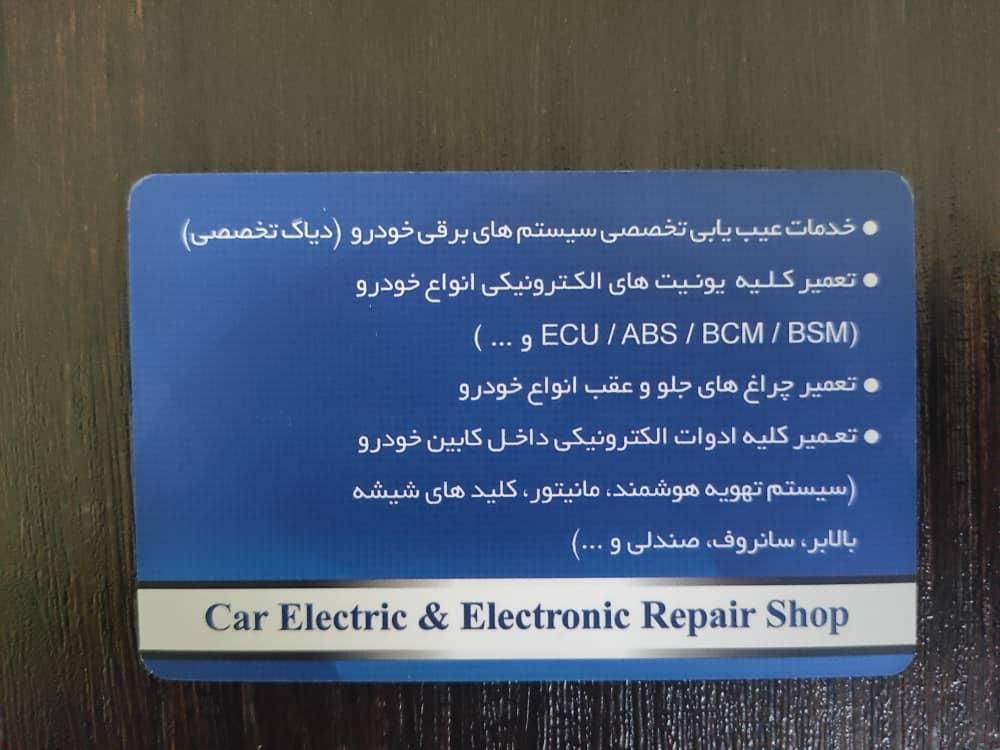 ● خدمات عیب یابی تخصصی سیستم های برقی خودرو (دیاگ تخصصی)
● تعمیر کلیه یونیت های الکترونیکی انواع خودرو
(ECU / ABS / BCM / BSM و ... )
● تعمیر چراغ های جلو و عقب انواع خودرو
● تعمیر کلیه ادوات الکترونیکی داخل کابین خودرو
(سیستم تهویه هوشمند، مانیتور، کلید های شیشه
بالابر، سانروف، صندلی و ...)
Car Electric & Electronic Repair Shop